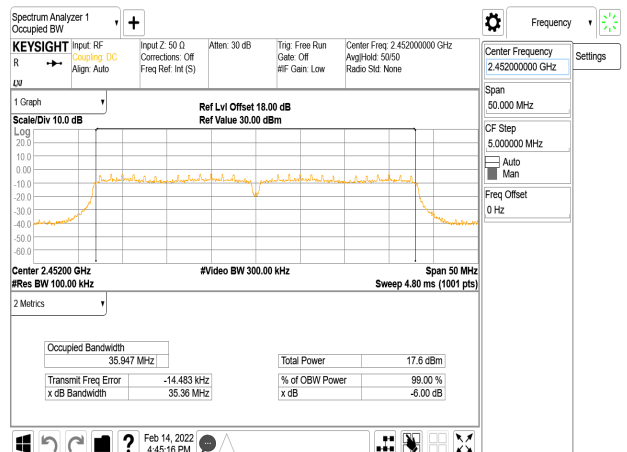 Spectrum Analyzer 1
Occupied BW
Frequency
KEYSIGHT
R
Input: RF
Coupling: DC
Align: Auto
Input Z: 50 Ω
Corrections: Off
Freq Ref: Int (S)
Atten: 30 dB
Trig: Free Run
Gate: Off
#IF Gain: Low
Center Freq: 2.452000000 GHz
Avg|Hold: 50/50
Radio Std: None
1 Graph
Scale/Div 10.0 dB
Ref Lvl Offset 18.00 dB
Ref Value 30.00 dBm
Log
20.0
10.0
0.00
-10.0
-20.0
-30.0
-40.0
-50.0
-60.0
Center 2.45200 GHz
#Video BW 300.00 kHz
Span 50 MHz
#Res BW 100.00 kHz
Sweep 4.80 ms (1001 pts)
2 Metrics
Occupied Bandwidth
35.947 MHz
Total Power 17.6 dBm
Transmit Freq Error -14.483 kHz
% of OBW Power 99.00 %
x dB Bandwidth 35.36 MHz
x dB -6.00 dB
Feb 14, 2022
4:45:16 PM
Center Frequency
2.452000000 GHz
Settings
Span
50.000 MHz
CF Step
5.000000 MHz
Auto
Man
Freq Offset
0 Hz